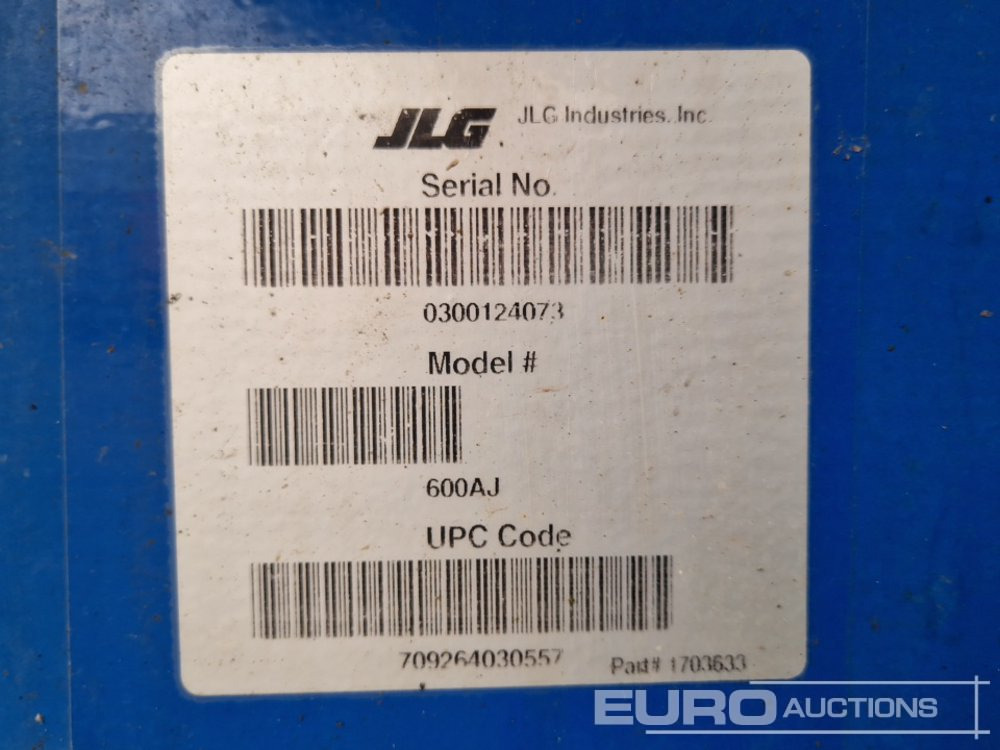 JLG JLG Industries, Inc.
Serial No.
0300124073
Model #
600AJ
UPC Code
709264030557
Part# 1703633
EURO AUCTIONS